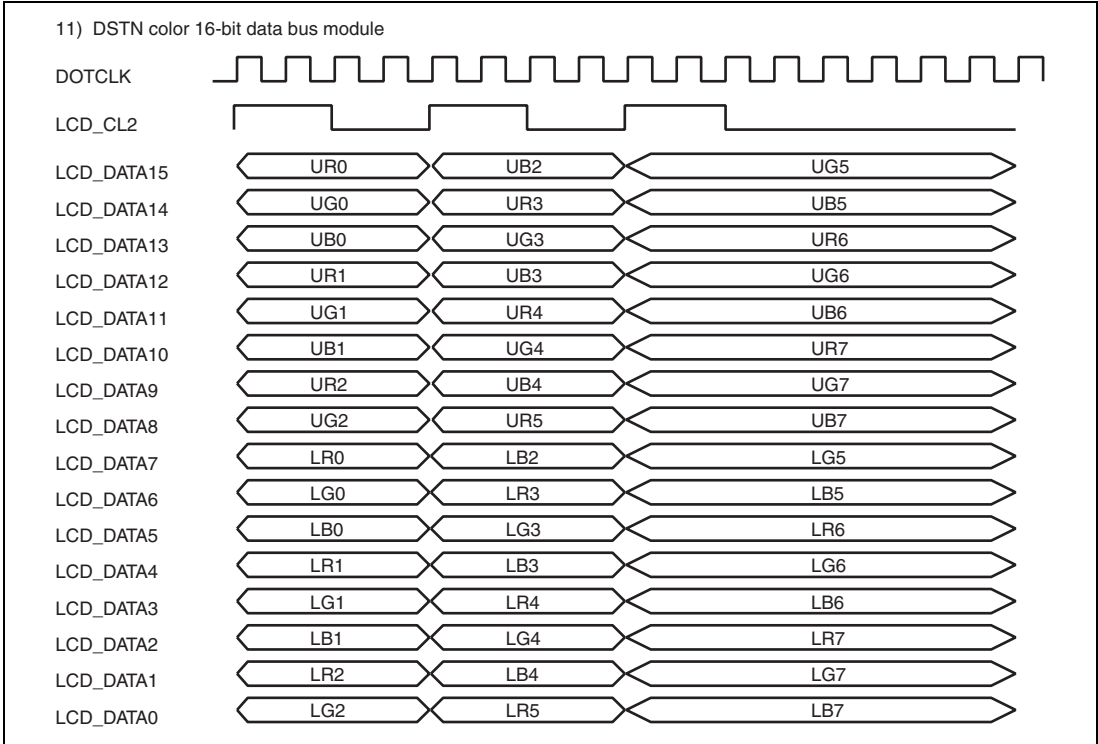 11) DSTN color 16-bit data bus module
DOTCLK
LCD_CL2
LCD_DATA15 UR0 UB2 UG5
LCD_DATA14 UG0 UR3 UB5
LCD_DATA13 UB0 UG3 UR6
LCD_DATA12 UR1 UB3 UG6
LCD_DATA11 UG1 UR4 UB6
LCD_DATA10 UB1 UG4 UR7
LCD_DATA9 UR2 UB4 UG7
LCD_DATA8 UG2 UR5 UB7
LCD_DATA7 LR0 LB2 LG5
LCD_DATA6 LG0 LR3 LB5
LCD_DATA5 LB0 LG3 LR6
LCD_DATA4 LR1 LB3 LG6
LCD_DATA3 LG1 LR4 LB6
LCD_DATA2 LB1 LG4 LR7
LCD_DATA1 LR2 LB4 LG7
LCD_DATA0 LG2 LR5 LB7